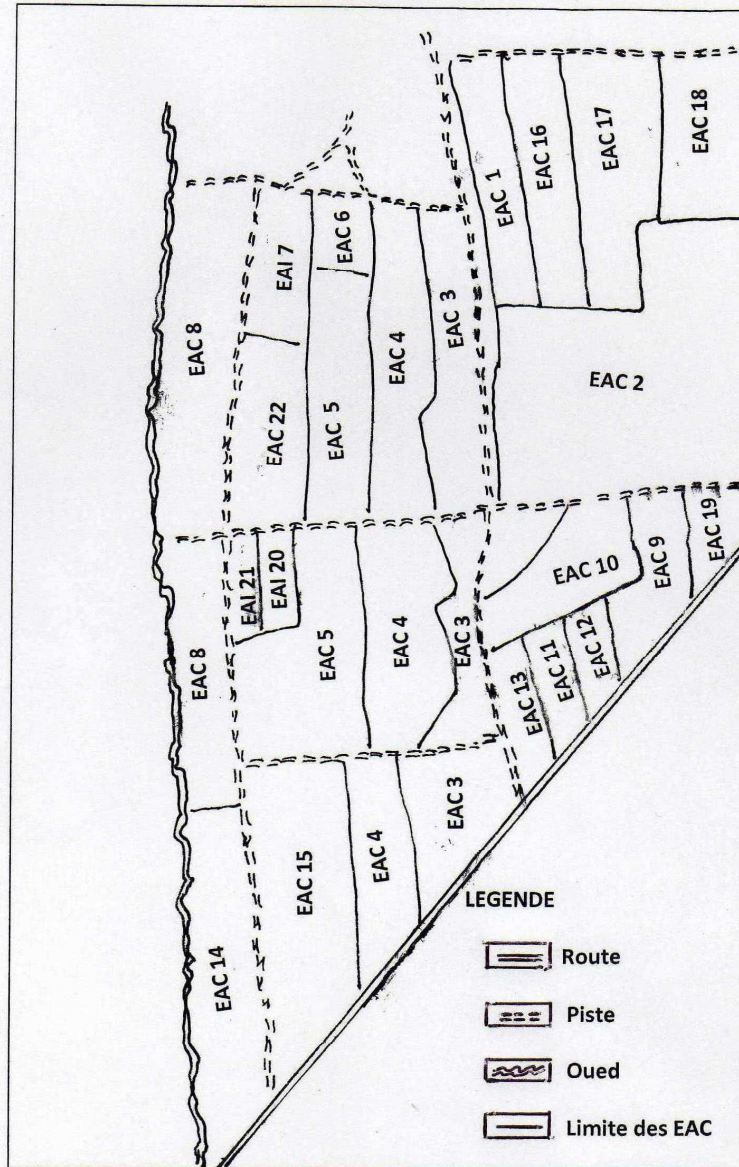 EAC 18
EAC 17
EAC 16
EAC 1
EAC 6
EAI 7
EAC 3
EAC 4
EAC 8
EAC 2
EAC 5
EAC 22
EAC 19
EAC 9
EAC 10
EAI 20
EAI 21
EAC 12
EAC 11
EAC 13
EAC 3
EAC 4
EAC 5
EAC 8
EAC 3
EAC 4
EAC 15
EAC 14
LEGENDE
Route
Piste
Oued
Limite des EAC